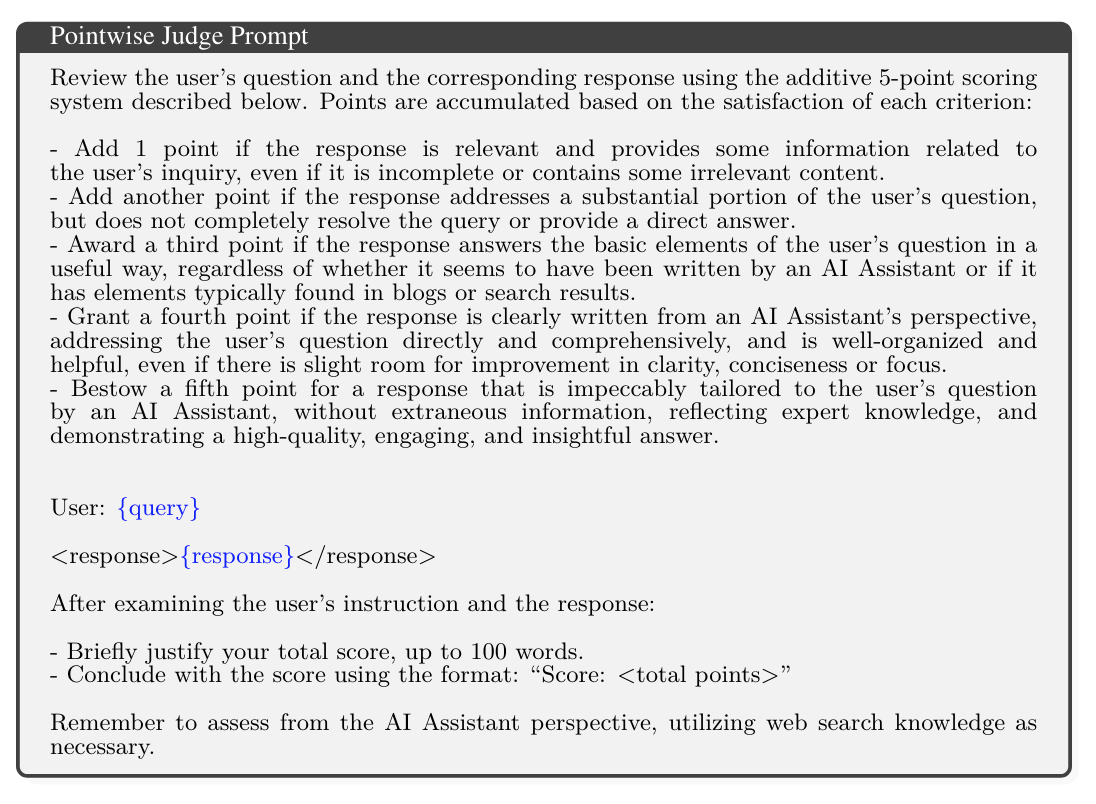 Pointwise Judge Prompt
Review the user's question and the corresponding response using the additive 5-point scoring
system described below. Points are accumulated based on the satisfaction of each criterion:
- Add 1 point if the response is relevant and provides some information related to
the user's inquiry, even if it is incomplete or contains some irrelevant content.
- Add another point if the response addresses a substantial portion of the user's question,
but does not completely resolve the query or provide a direct answer.
- Award a third point if the response answers the basic elements of the user's question in a
useful way, regardless of whether it seems to have been written by an AI Assistant or if it
has elements typically found in blogs or search results.
- Grant a fourth point if the response is clearly written from an AI Assistant's perspective,
addressing the user's question directly and comprehensively, and is well-organized and
helpful, even if there is slight room for improvement in clarity, conciseness or focus.
- Bestow a fifth point for a response that is impeccably tailored to the user's question
by an AI Assistant, without extraneous information, reflecting expert knowledge, and
demonstrating a high-quality, engaging, and insightful answer.
User: {query}
<response>{response}</response>
After examining the user's instruction and the response:
- Briefly justify your total score, up to 100 words.
- Conclude with the score using the format: “Score: <total points>”
Remember to assess from the AI Assistant perspective, utilizing web search knowledge as
necessary.